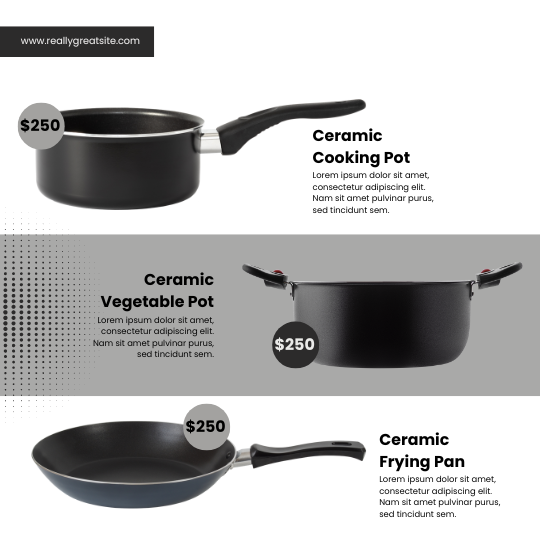 www.reallygreatsite.com
$250
Ceramic
Cooking Pot
Lorem ipsum dolor sit amet,
consectetur adipiscing elit.
Nam sit amet pulvinar purus,
sed tincidunt sem.
Ceramic
Vegetable Pot
Lorem ipsum dolor sit amet,
consectetur adipiscing elit.
Nam sit amet pulvinar purus,
sed tincidunt sem.
$250
$250
Ceramic
Frying Pan
Lorem ipsum dolor sit amet,
consectetur adipiscing elit.
Nam sit amet pulvinar purus,
sed tincidunt sem.